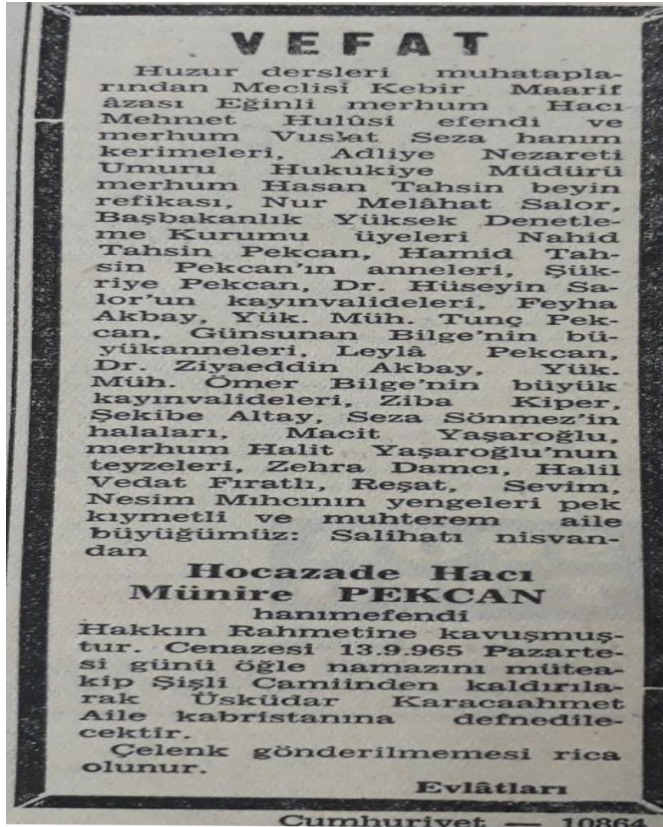 VEFAT
Huzur dersleri muhatapla-
rından Meclisi Kebir Maarif
âzası Eğinli merhum Hacı
Mehmet Hulûsi efendi ve
merhum Vuslat Seza hanım
kerimeleri, Adliye Nezareti
Umuru Hukukiye Müdürü
merhum Hasan Tahsin beyin
refikası, Nur Melâhat Salor,
Başbakanlık Yüksek Denetle-
me Kurumu üyeleri Nahid
Tahsin Pekcan, Hamid Tah-
sin Pekcan'ın anneleri, Şük-
riye Pekcan, Dr. Hüseyin Sa-
lor'un kayınvalideleri, Feyha
Akbay, Yük. Müh. Tunç Pek-
can, Günsunan Bilge'nin bü-
yükanneleri, Leylâ Pekcan,
Dr. Ziyaeddin Akbay, Yük.
Müh. Ömer Bilge'nin büyük
kayınvalideleri, Ziba Kiper,
Şekibe Altay, Seza Sönmez'in
halaları, Macit Yaşaroğlu,
merhum Halit Yaşaroğlu'nun
teyzeleri, Zehra Damcı, Halil
Vedat Fıratlı, Reşat, Sevim,
Nesim Mıhcının yengeleri pek
kıymetli ve muhterem aile
büyüğümüz: Salihatı nisvan-
dan
Hocazade Hacı
Münire PEKCAN
hanımefendi
Hakkın Rahmetine kavuşmuş-
tur. Cenazesi 13.9.965 Pazarte-
si günü öğle namazını mütea-
kip Şişli Camiinden kaldırıla-
rak Üsküdar Karacaahmet
Aile kabristanına defnedile-
cektir.
Çelenk gönderilmemesi rica
olunur.
Evlâtları
Cumhuriyet — 10864